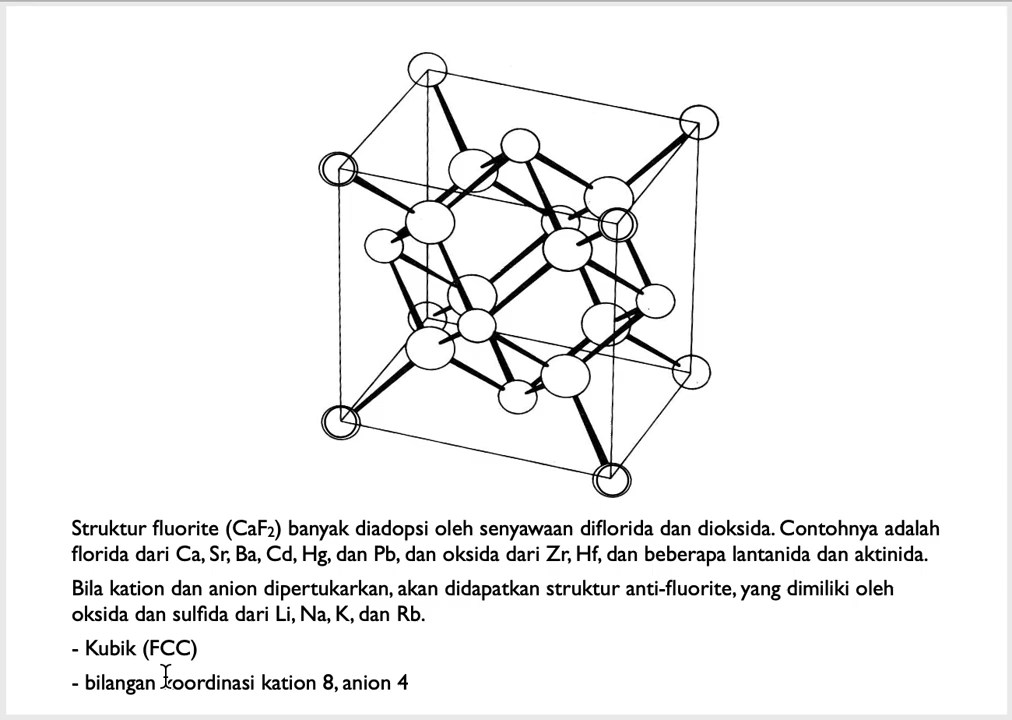 Struktur fluorite (CaF₂) banyak diadopsi oleh senyawaan diflorida dan dioksida. Contohnya adalah
florida dari Ca, Sr, Ba, Cd, Hg, dan Pb, dan oksida dari Zr, Hf, dan beberapa lantanida dan aktinida.
Bila kation dan anion dipertukarkan, akan didapatkan struktur anti-fluorite, yang dimiliki oleh
oksida dan sulfida dari Li, Na, K, dan Rb.
- Kubik (FCC)
- bilangan koordinasi kation 8, anion 4